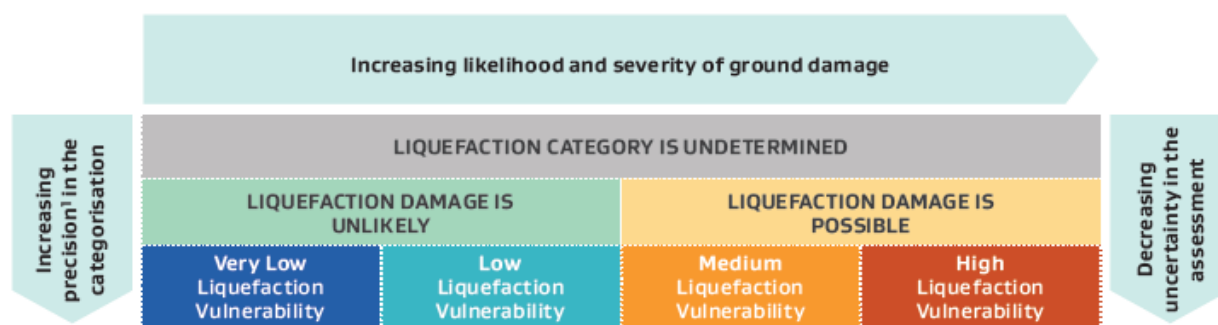 Increasing likelihood and severity of ground damage
Increasing
precision¹ in the
categorisation
LIQUEFACTION CATEGORY IS UNDETERMINED
LIQUEFACTION DAMAGE IS
UNLIKELY
LIQUEFACTION DAMAGE IS
POSSIBLE
Very Low
Liquefaction
Vulnerability
Low
Liquefaction
Vulnerability
Medium
Liquefaction
Vulnerability
High
Liquefaction
Vulnerability
Decreasing
uncertainty in the
assessment